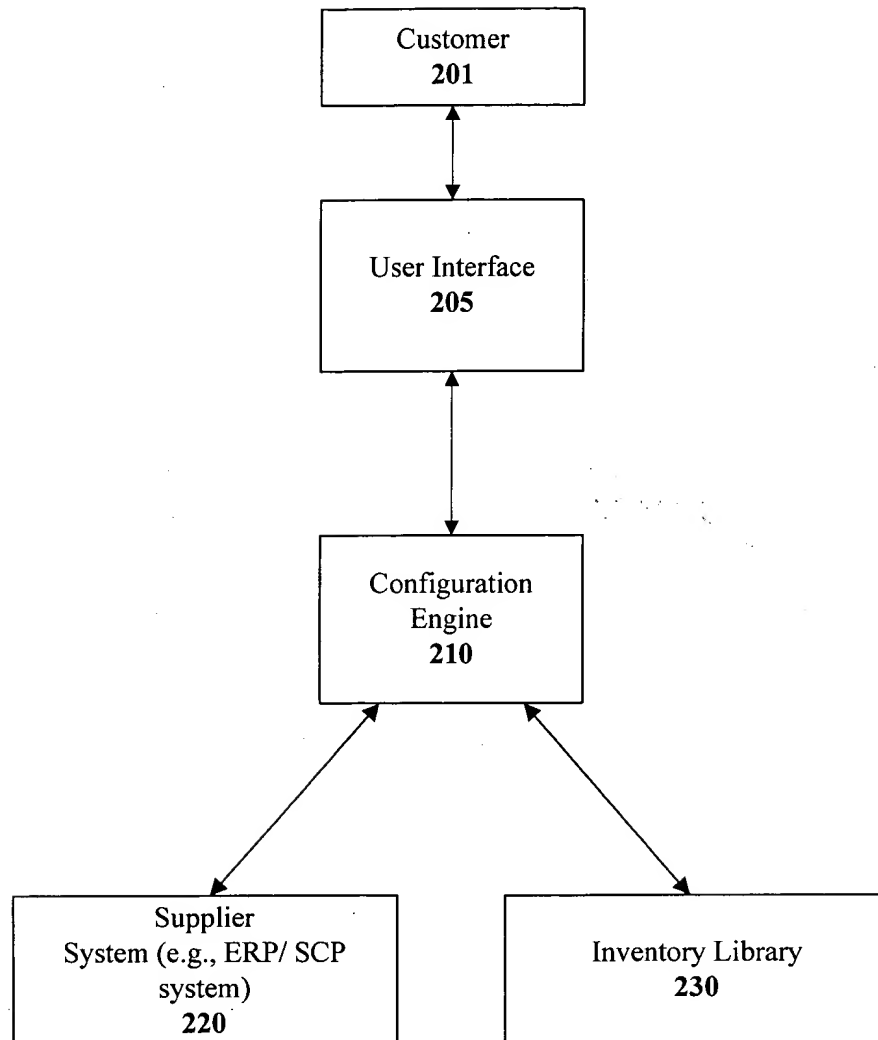 Customer
201
User Interface
205
Configuration
Engine
210
Supplier
System (e.g., ERP/ SCP
system)
220
Inventory Library
230